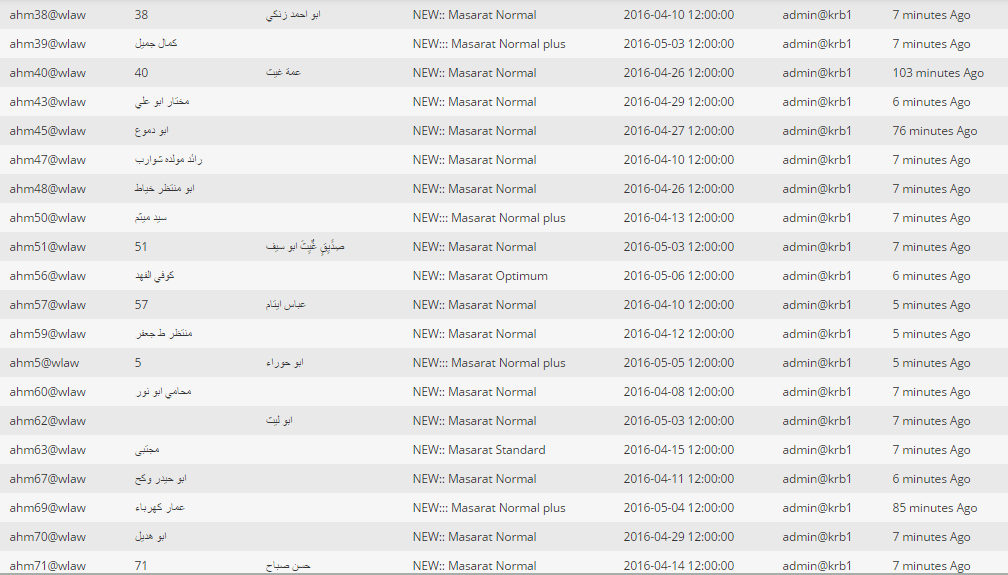 ahm38@wlaw 38 ابو احمد زنكي NEW:: Masarat Normal 2016-04-10 12:00:00 admin@krb1 7 minutes Ago
ahm39@wlaw كمال جميل NEW::: Masarat Normal plus 2016-05-03 12:00:00 admin@krb1 7 minutes Ago
ahm40@wlaw 40 عمة غيث NEW:: Masarat Normal 2016-04-26 12:00:00 admin@krb1 103 minutes Ago
ahm43@wlaw مختار ابو علي NEW:: Masarat Normal 2016-04-29 12:00:00 admin@krb1 6 minutes Ago
ahm45@wlaw ابو دموع NEW:: Masarat Normal 2016-04-27 12:00:00 admin@krb1 76 minutes Ago
ahm47@wlaw رائد مولده شوارب NEW:: Masarat Normal 2016-04-10 12:00:00 admin@krb1 7 minutes Ago
ahm48@wlaw ابو منتظر خياط NEW:: Masarat Normal 2016-04-26 12:00:00 admin@krb1 7 minutes Ago
ahm50@wlaw سيد ميثم NEW::: Masarat Normal plus 2016-04-13 12:00:00 admin@krb1 7 minutes Ago
ahm51@wlaw 51 ابو سيف NEW:: Masarat Normal 2016-05-03 12:00:00 admin@krb1 7 minutes Ago
ahm56@wlaw كوفي الفهد NEW:: Masarat Optimum 2016-05-06 12:00:00 admin@krb1 6 minutes Ago
ahm57@wlaw 57 عباس ايتام NEW:: Masarat Normal 2016-04-10 12:00:00 admin@krb1 5 minutes Ago
ahm59@wlaw منتظر ط جعفر NEW:: Masarat Normal 2016-04-12 12:00:00 admin@krb1 5 minutes Ago
ahm5@wlaw 5 ابو حوراء NEW::: Masarat Normal plus 2016-05-05 12:00:00 admin@krb1 5 minutes Ago
ahm60@wlaw محامي ابو نور NEW:: Masarat Normal 2016-04-08 12:00:00 admin@krb1 7 minutes Ago
ahm62@wlaw ابو ليث NEW:: Masarat Normal 2016-05-03 12:00:00 admin@krb1 7 minutes Ago
ahm63@wlaw مجتبى NEW:: Masarat Standard 2016-04-15 12:00:00 admin@krb1 7 minutes Ago
ahm67@wlaw ابو حيدر وكح NEW:: Masarat Normal 2016-04-11 12:00:00 admin@krb1 6 minutes Ago
ahm69@wlaw عمار كهرباء NEW::: Masarat Normal plus 2016-05-04 12:00:00 admin@krb1 85 minutes Ago
ahm70@wlaw ابو هديل NEW:: Masarat Normal 2016-04-29 12:00:00 admin@krb1 7 minutes Ago
ahm71@wlaw 71 حسن صباح NEW:: Masarat Normal 2016-04-14 12:00:00 admin@krb1 7 minutes Ago